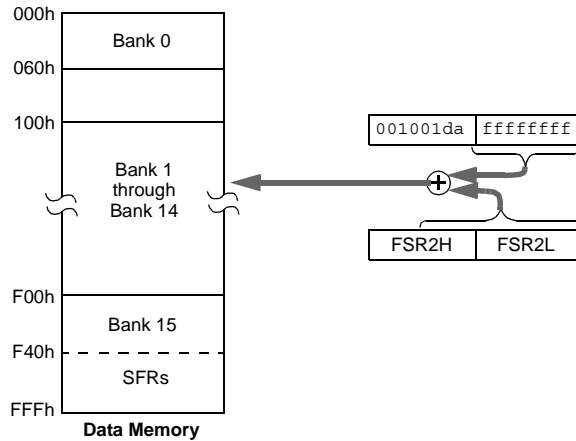 000h
Bank 0
060h
100h
001001da ffffffff
Bank 1
through
Bank 14
+
FSR2H FSR2L
F00h
Bank 15
F40h
SFRs
FFFh
Data Memory